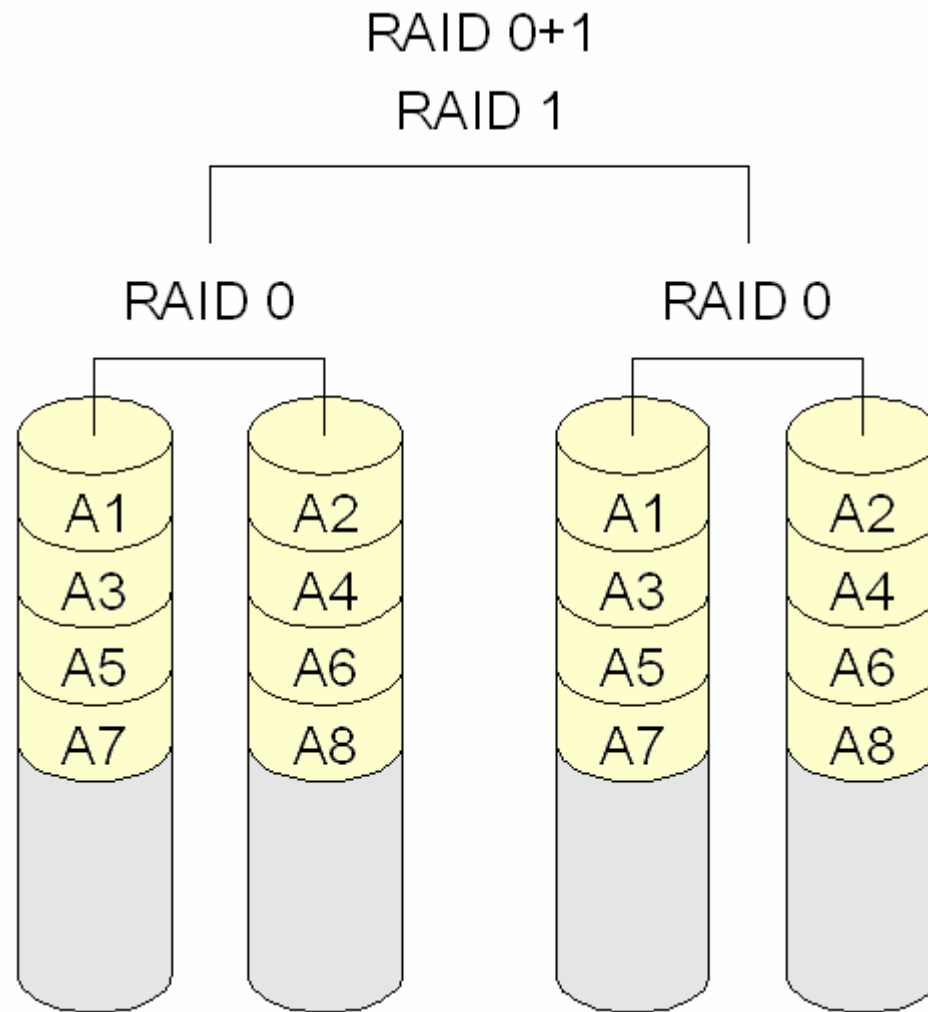 RAID 0+1
RAID 1
RAID 0 RAID 0
A1 A2 A1 A2
A3 A4 A3 A4
A5 A6 A5 A6
A7 A8 A7 A8